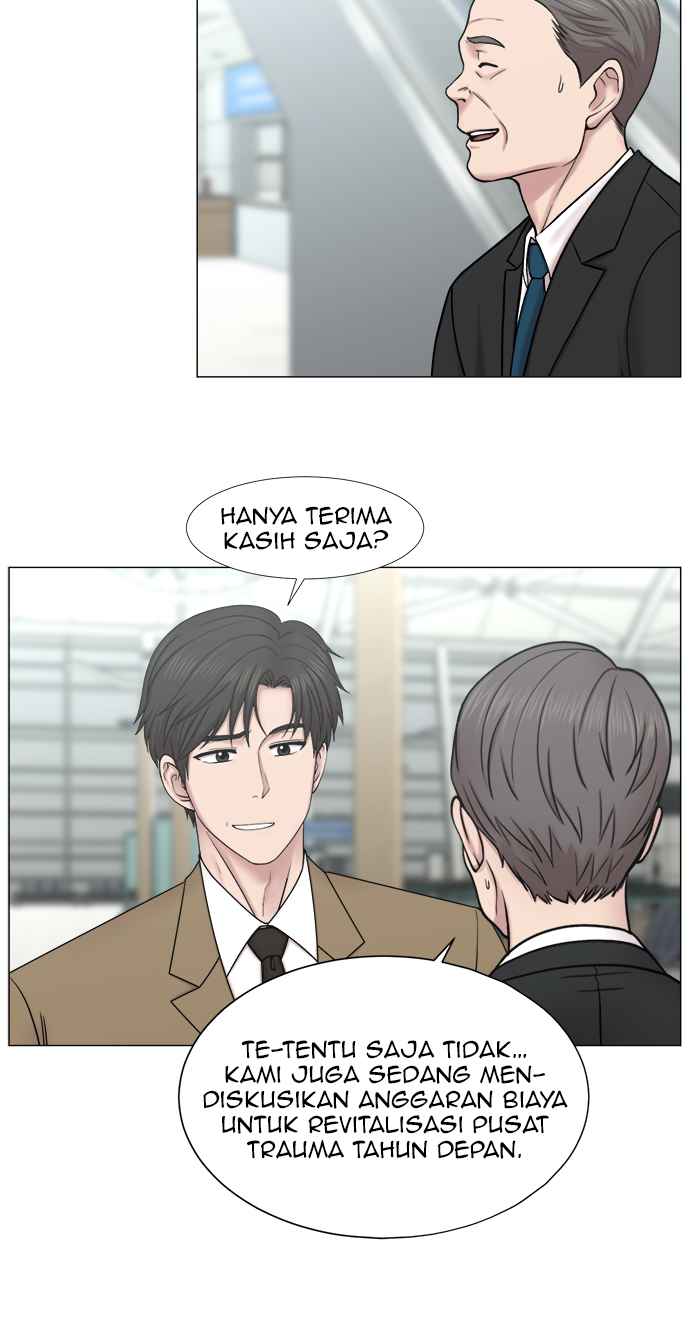 HANYA TERIMA
KASIH SAJA?
TE-TENTU SAJA TIDAK...
KAMI JUGA SEDANG MEN-
DISKUSIKAN ANGGARAN BIAYA
UNTUK REVITALISASI PUSAT
TRAUMA TAHUN DEPAN.